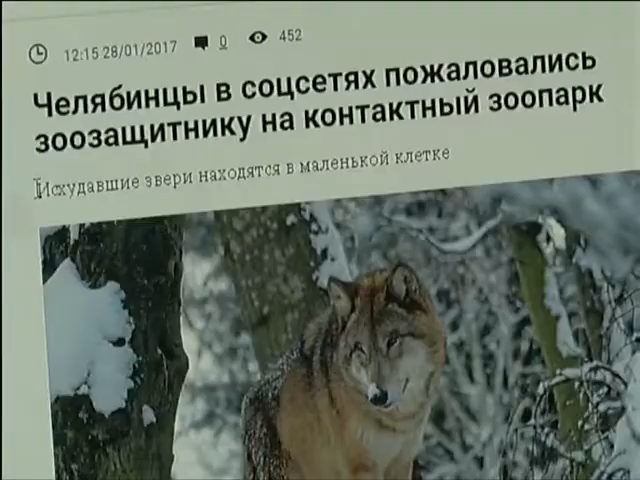 12:15 28/01/2017 0 452
Челябинцы в соцсетях пожаловались
зоозащитнику на контактный зоопарк
Исхудавшие звери находятся в маленькой клетке